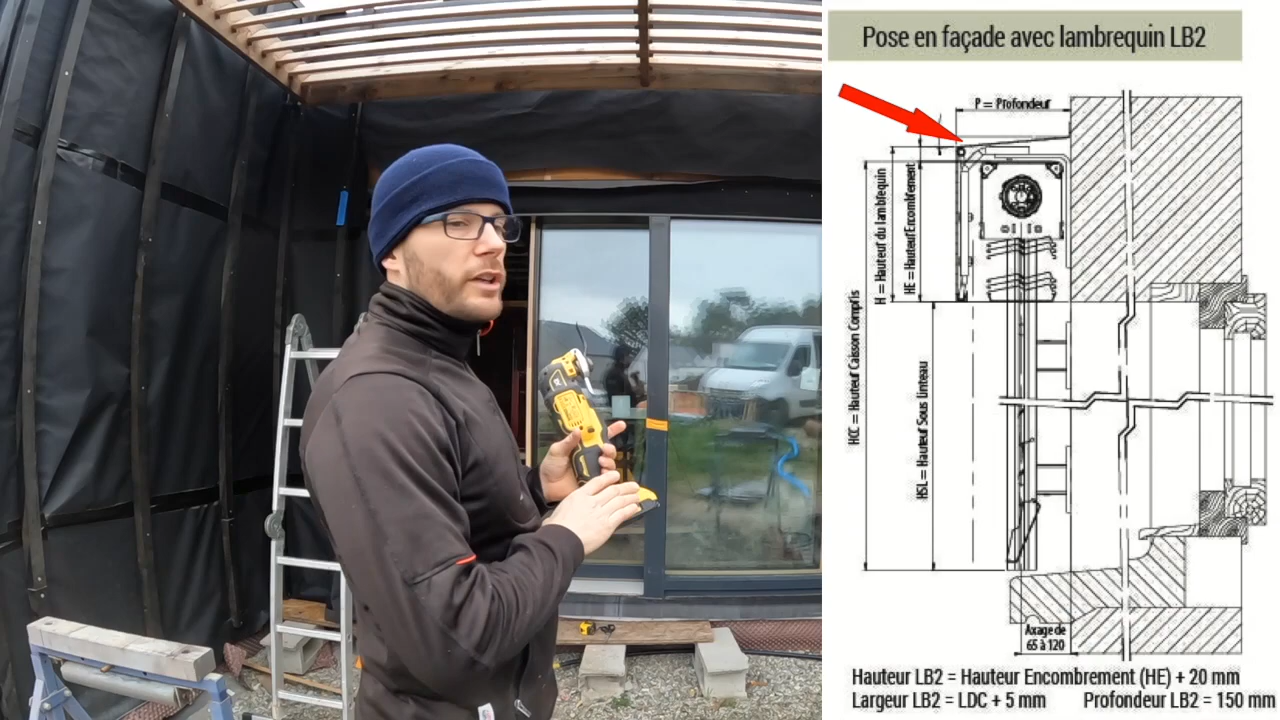 Pose en façade avec lambrequin LB2
P = Profondeur
H = Hauteur du lambrequin
HE = Hauteur Encombrement
HCC = Hauteur Caisson Compris
HSL = Hauteur Sous Linteau
Axage de
65 à 120
Hauteur LB2 = Hauteur Encombrement (HE) + 20 mm
Largeur LB2 = LDC + 5 mm Profondeur LB2 = 150 mm